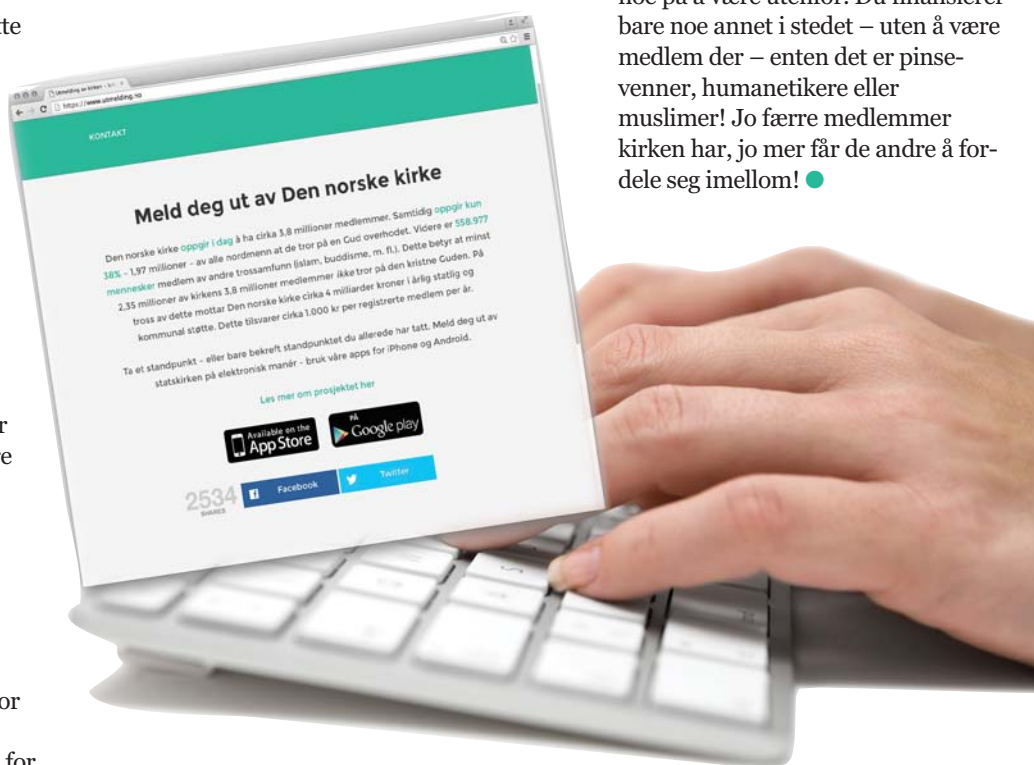 tte
r
re
or
for
Utmelding av kirken -
https://www.utmelding.no
KONTAKT
Meld deg ut av Den norske kirke
Den norske kirke oppgir i dag å ha cirka 3,8 millioner medlemmer. Samtidig oppgir kun
38% - 1,97 millioner - av alle nordmenn at de tror på en Gud overhodet. Videre er 558.977
mennesker medlem av andre trossamfunn (islam, buddisme, m. fl.). Dette betyr at minst
2,35 millioner av kirkens 3,8 millioner medlemmer ikke tror på den kristne Guden. På
tross av dette mottar Den norske kirke cirka 4 milliarder kroner i årlig statlig og
kommunal støtte. Dette tilsvarer cirka 1.000 kr per registrerte medlem per år.
Ta et standpunkt - eller bare bekreft standpunktet du allerede har tatt. Meld deg ut av
statskirken på elektronisk manér - bruk våre apps for iPhone og Android.
Les mer om prosjektet her
Available on the
App Store
PÅ
Google play
2534
SHARES
Facebook
Twitter
noe på å være utenfor! Du finansierer
bare noe annet i stedet – uten å være
medlem der – enten det er pinse-
venner, humanetikere eller
muslimer! Jo færre medlemmer
kirken har, jo mer får de andre å for-
dele seg imellom!